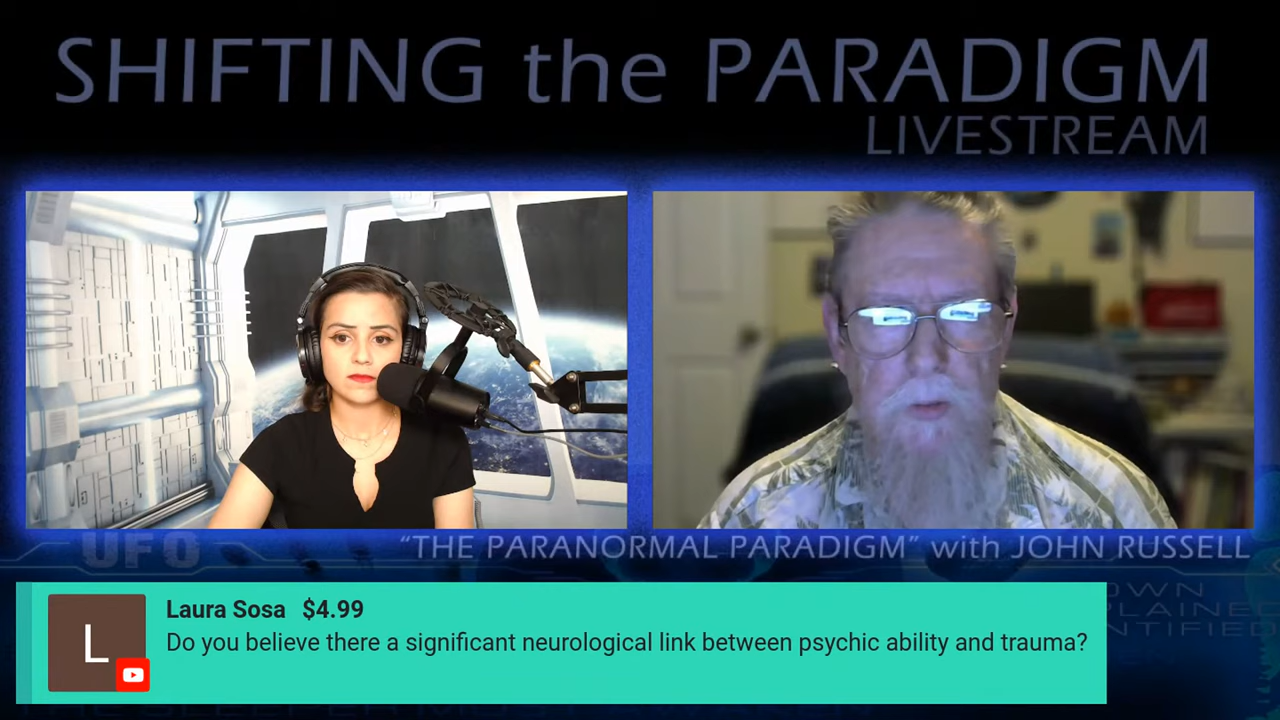 SHIFTING the PARADIGM
LIVESTREAM
UFO
“THE PARANORMAL PARADIGM” with JOHN RUSSELL
Laura Sosa $4.99
L
Do you believe there a significant neurological link between psychic ability and trauma?